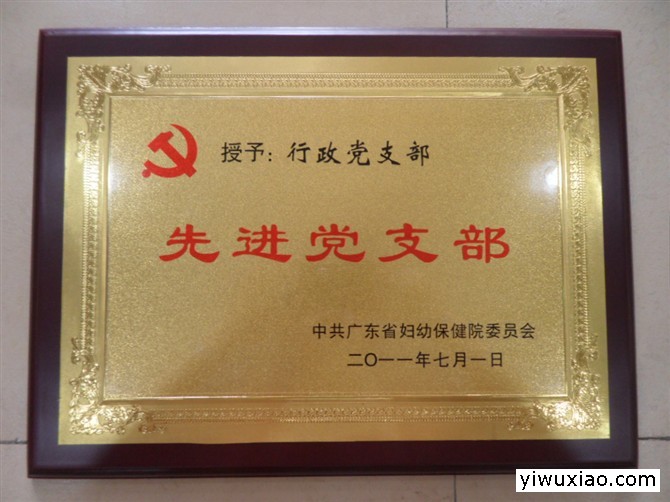 授予：行政党支部
先进党支部
中共广东省妇幼保健院委员会
二〇一一年七月一日
yiwuxiao.com